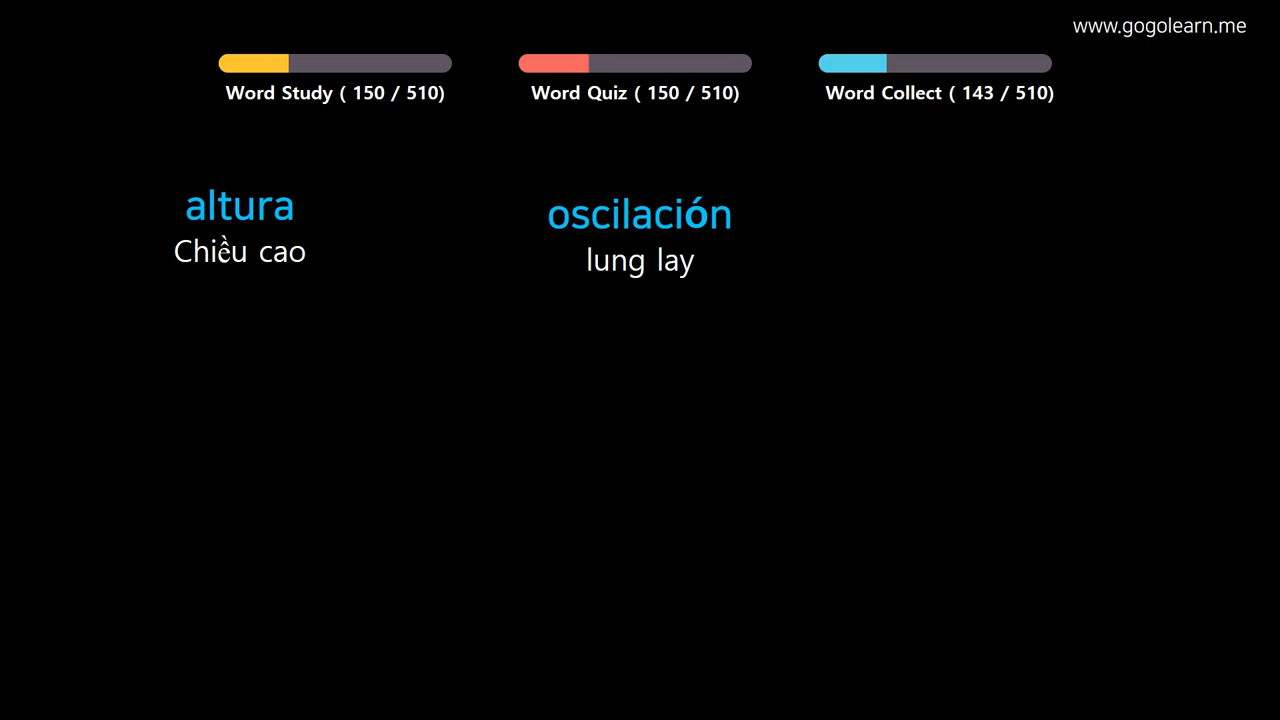 www.gogolearn.me
Word Study ( 150 / 510)
Word Quiz ( 150 / 510)
Word Collect ( 143 / 510)
altura
Chiều cao
oscilación
lung lay